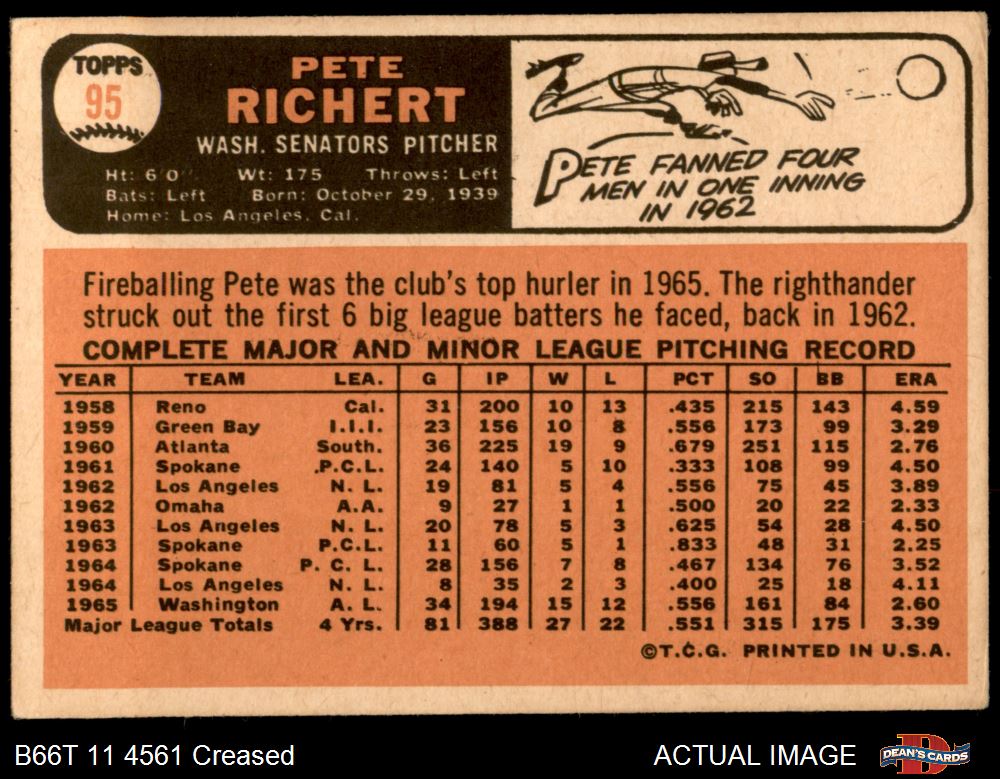 TOPPS
95
PETE
RICHERT
WASH. SENATORS PITCHER
Ht: 6'0" Wt: 175 Throws: Left
Bats: Left Born: October 29, 1939
Home: Los Angeles, Cal.
PETE FANNED FOUR
MEN IN ONE INNING
IN 1962
Fireballing Pete was the club's top hurler in 1965. The righthander
struck out the first 6 big league batters he faced, back in 1962.
COMPLETE MAJOR AND MINOR LEAGUE PITCHING RECORD
YEAR TEAM LEA. G IP W L PCT SO BB ERA
1958 Reno Cal. 31 200 10 13 .435 215 143 4.59
1959 Green Bay I.I.I. 23 156 10 8 .556 173 99 3.29
1960 Atlanta South. 36 225 19 9 .679 251 115 2.76
1961 Spokane P.C.L. 24 140 5 10 .333 108 99 4.50
1962 Los Angeles N. L. 19 81 5 4 .556 75 45 3.89
1962 Omaha A.A. 9 27 1 1 .500 20 22 2.33
1963 Los Angeles N. L. 20 78 5 3 .625 54 28 4.50
1963 Spokane P.C.L. 11 60 5 1 .833 48 31 2.25
1964 Spokane P. C. L. 28 156 7 8 .467 134 76 3.52
1964 Los Angeles N. L. 8 35 2 3 .400 25 18 4.11
1965 Washington A. L. 34 194 15 12 .556 161 84 2.60
Major League Totals 4 Yrs. 81 388 27 22 .551 315 175 3.39
©T.C.G. PRINTED IN U.S.A.
B66T 11 4561 Creased
ACTUAL IMAGE
DEAN'S CARDS